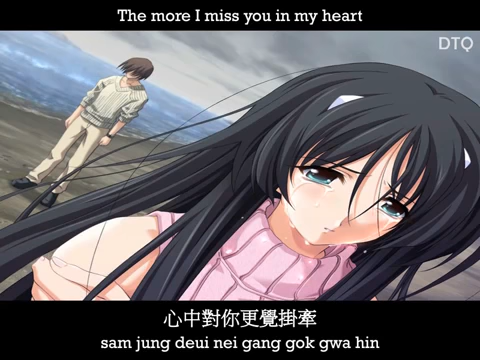 The more I miss you in my heart
DTQ
心中對你更覺掛牽
sam jung deui nei gang gok gwa hin